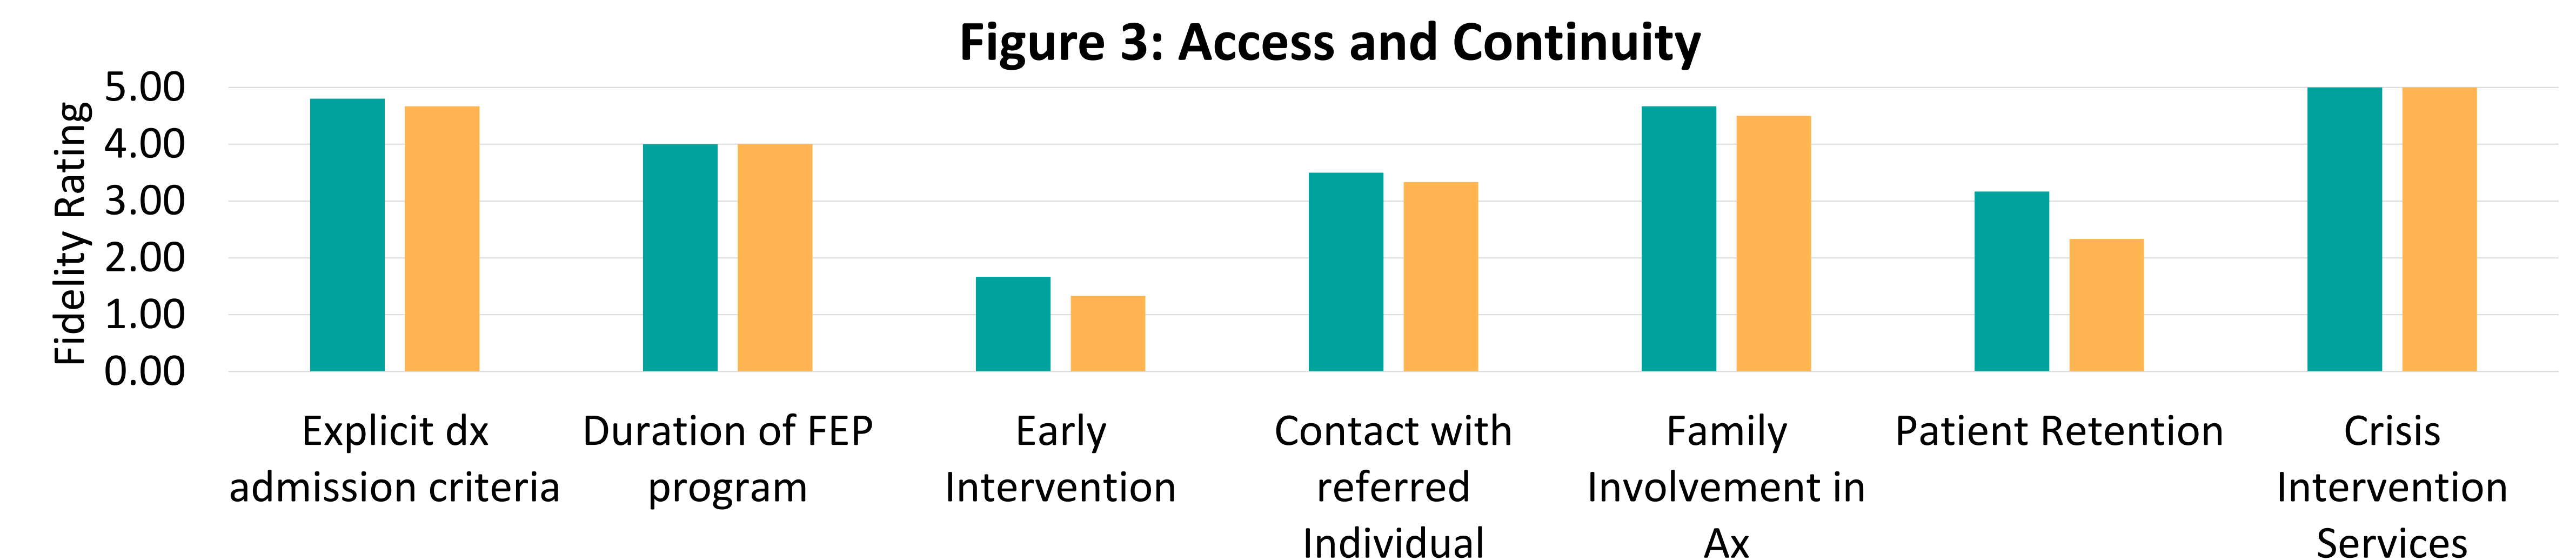 Figure 3: Access and Continuity
Fidelity Rating
5.00
4.00
3.00
2.00
1.00
0.00
Explicit dx
admission criteria
Duration of FEP
program
Early
Intervention
Contact with
referred
Individual
Family
Involvement in
Ax
Patient Retention
Crisis
Intervention
Services